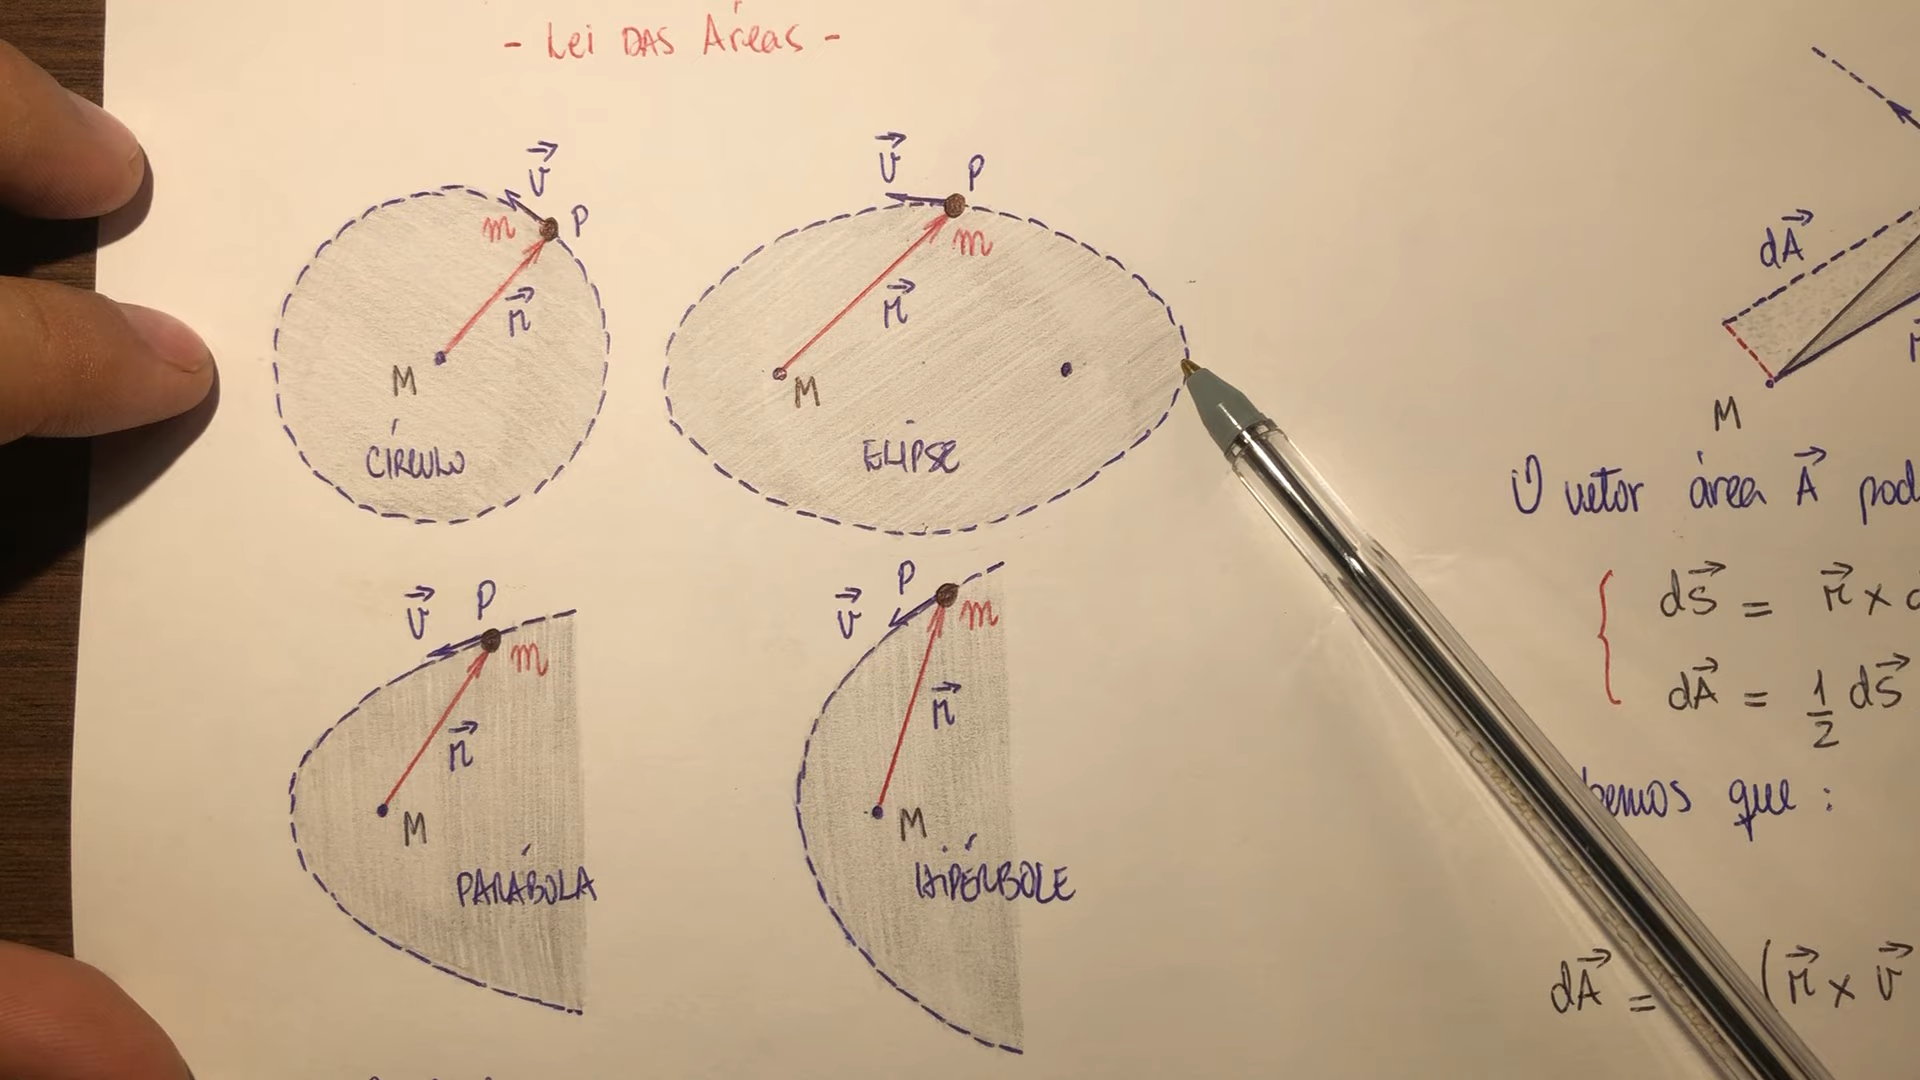 - Lei DAS Áreas -
v⃗
P
m
r⃗
M
CÍRCULO
v⃗
P
m
r⃗
M
ELIPSE
v⃗
P
m
r⃗
M
PARÁBOLA
v⃗
P
m
r⃗
M
HIPÉRBOLE
dA⃗
M
O vetor área A⃗
dS⃗ = r⃗ x
dA⃗ = 1/2 dS⃗
que :
dA⃗ = (r⃗ x v⃗